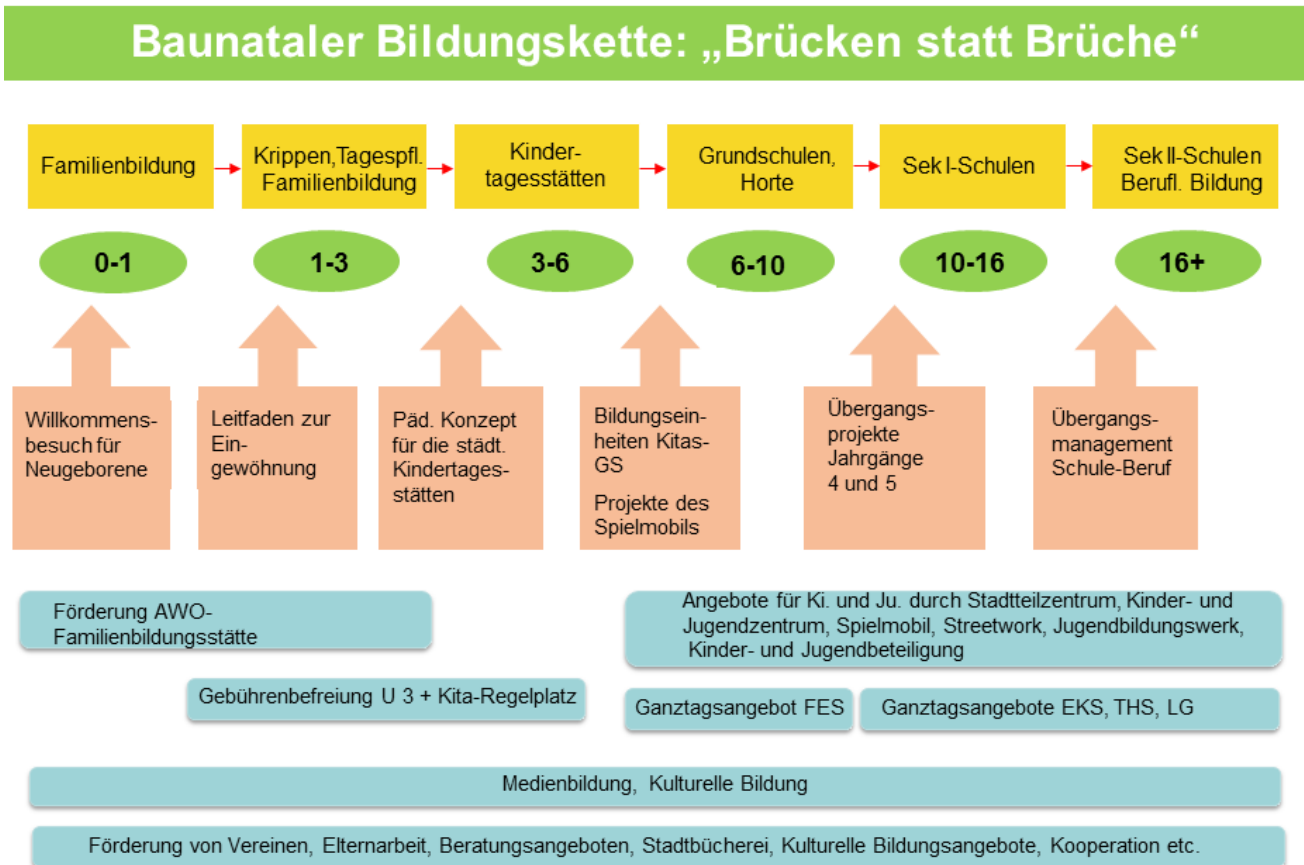 Baunataler Bildungskette: „Brücken statt Brüche“
Familienbildung
Krippen,Tagespfl.
Familienbildung
Kinder-
tagesstätten
Grundschulen,
Horte
Sek I-Schulen
Sek II-Schulen
Berufl. Bildung
0-1
1-3
3-6
6-10
10-16
16+
Willkommens-
besuch für
Neugeborene
Leitfaden zur
Ein-
gewöhnung
Päd. Konzept
für die städt.
Kindertages-
stätten
Bildungsein-
heiten Kitas-
GS
Projekte des
Spielmobils
Übergangs-
projekte
Jahrgänge
4 und 5
Übergangs-
management
Schule-Beruf
Förderung AWO-
Familienbildungsstätte
Angebote für Ki. und Ju. durch Stadtteilzentrum, Kinder- und
Jugendzentrum, Spielmobil, Streetwork, Jugendbildungswerk,
Kinder- und Jugendbeteiligung
Gebührenbefreiung U 3 + Kita-Regelplatz
Ganztagsangebot FES
Ganztagsangebote EKS, THS, LG
Medienbildung, Kulturelle Bildung
Förderung von Vereinen, Elternarbeit, Beratungsangeboten, Stadtbücherei, Kulturelle Bildungsangebote, Kooperation etc.